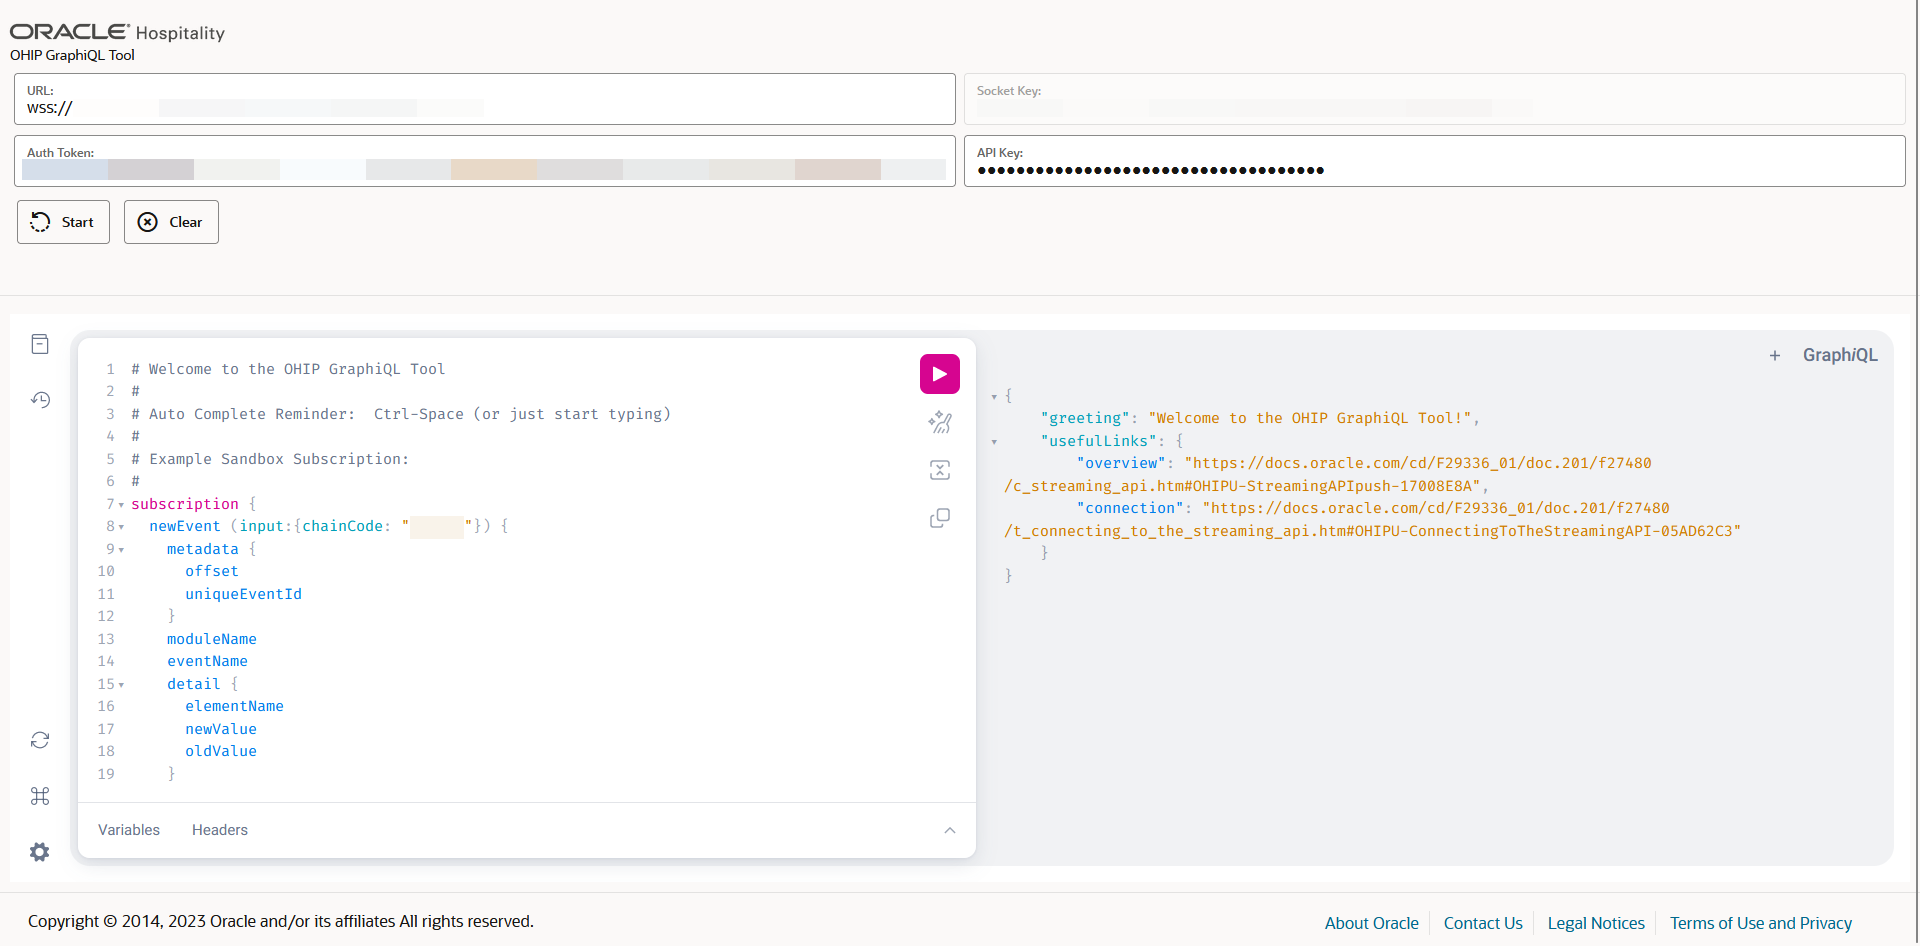 ORACLE® Hospitality
OHIP GraphiQL Tool
URL:
wss://
Socket Key:
Auth Token:
API Key:
••••••••••••••••••••••••••••••••••••
Start
Clear
1 # Welcome to the OHIP GraphiQL Tool
2 #
3 # Auto Complete Reminder:  Ctrl-Space (or just start typing)
4 #
5 # Example Sandbox Subscription:
6 #
7 subscription {
8   newEvent (input:{chainCode: "      "}) {
9     metadata {
10       offset
11       uniqueEventId
12     }
13     moduleName
14     eventName
15     detail {
16       elementName
17       newValue
18       oldValue
19     }
Variables
Headers
+ GraphiQL
{
    "greeting": "Welcome to the OHIP GraphiQL Tool!",
    "usefulLinks": {
        "overview": "https://docs.oracle.com/cd/F29336_01/doc.201/f27480
/c_streaming_api.htm#OHIPU-StreamingAPIpush-17008E8A",
        "connection": "https://docs.oracle.com/cd/F29336_01/doc.201/f27480
/t_connecting_to_the_streaming_api.htm#OHIPU-ConnectingToTheStreamingAPI-05AD62C3"
    }
}
Copyright © 2014, 2023 Oracle and/or its affiliates All rights reserved.
About Oracle
Contact Us
Legal Notices
Terms of Use and Privacy